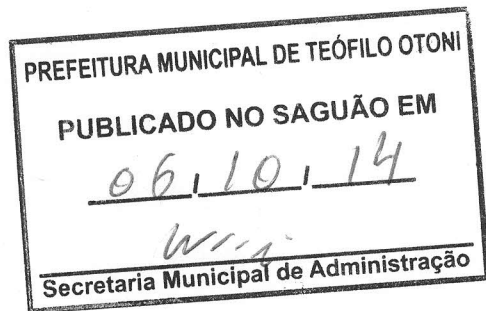 PREFEITURA MUNICIPAL DE TEÓFILO OTONI
PUBLICADO NO SAGUÃO EM
06, 10, 14
Secretaria Municipal de Administração